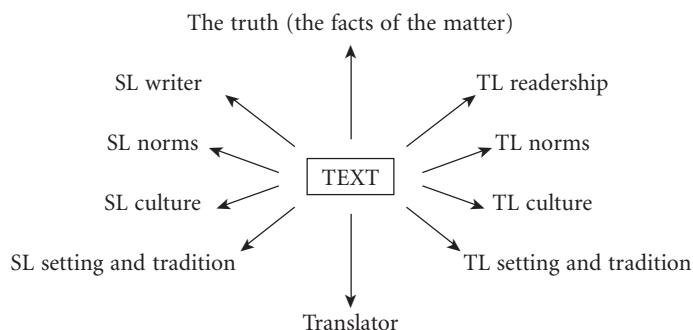 The truth (the facts of the matter)
SL writer
TL readership
SL norms
TL norms
TEXT
SL culture
TL culture
SL setting and tradition
TL setting and tradition
Translator